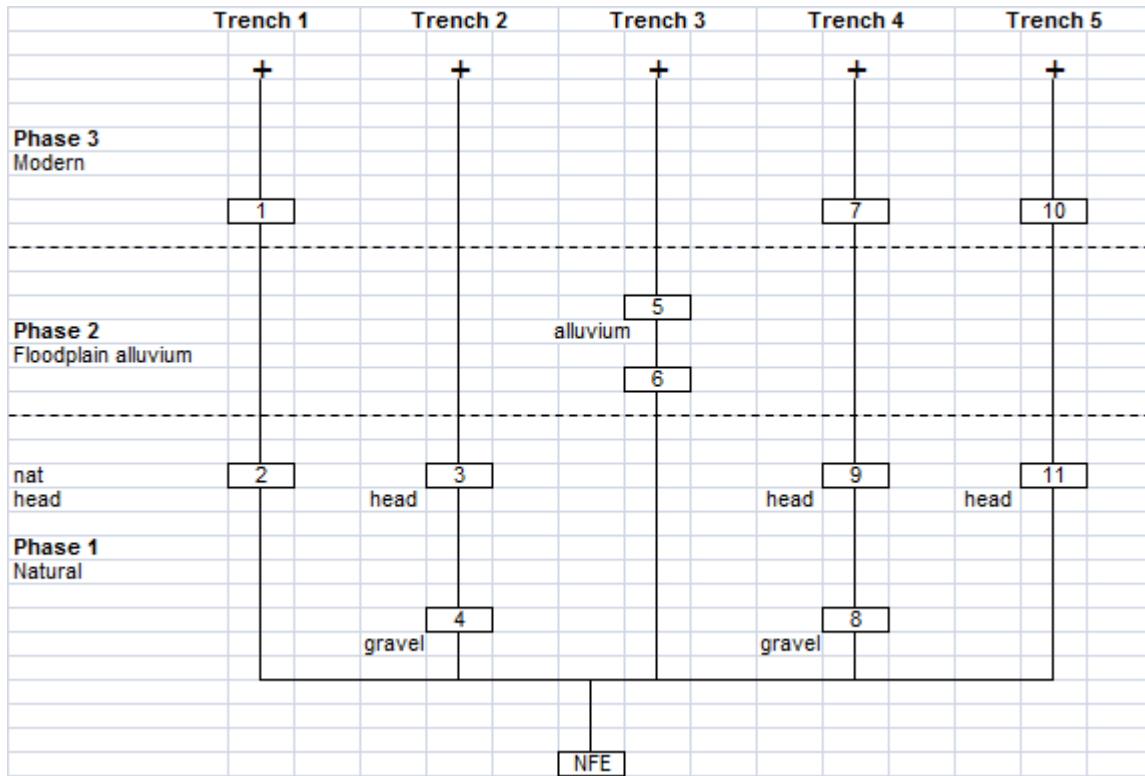 Trench 1 Trench 2 Trench 3 Trench 4 Trench 5
+ + + + +
Phase 3
Modern
1 7 10
5
Phase 2 alluvium
Floodplain alluvium
6
nat 2 3 9 11
head head head head
Phase 1
Natural
4 8
gravel gravel
NFE